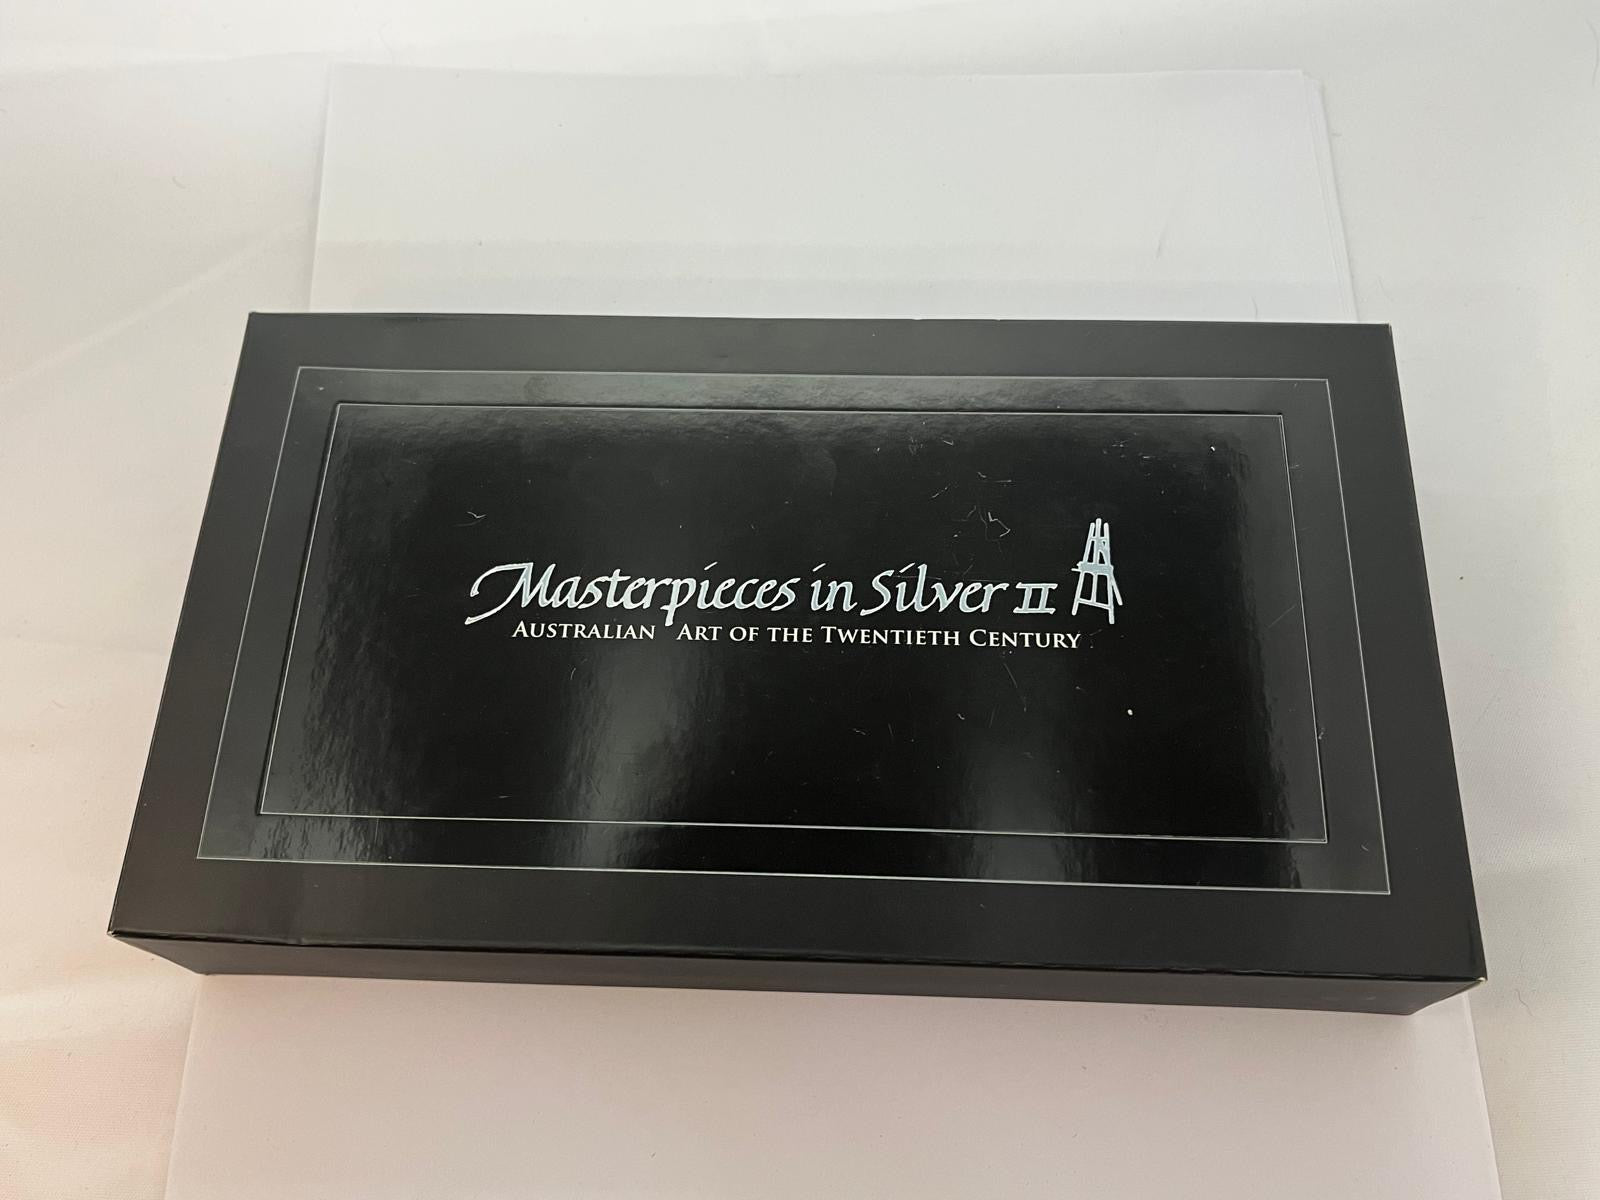 Masterpieces in Silver II
Australian Art of the Twentieth Century